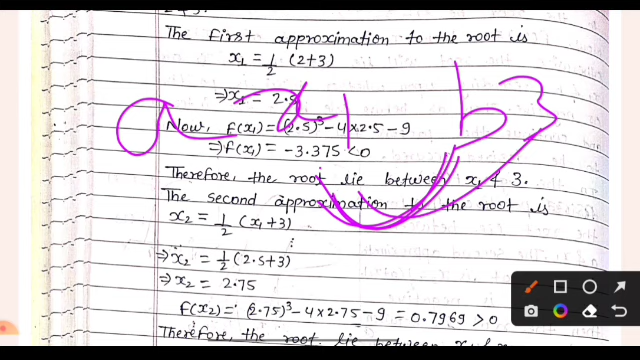 The First approximation to the root is
x₁ = 1/2 (2+3)
⇒ x₁ = 2.5
Now, f(x₁) = (2.5)³ - 4×2.5 - 9
⇒ f(x₁) = -3.375 < 0
Therefore, the root lie between x₁ & 3.
The second approximation to the root is
x₂ = 1/2 (x₁+3)
⇒ x₂ = 1/2 (2.5+3)
⇒ x₂ = 2.75
f(x₂) = (2.75)³ - 4×2.75 - 9 = 0.7969 > 0
Therefore, the root lie between x₁ &
a
b
3